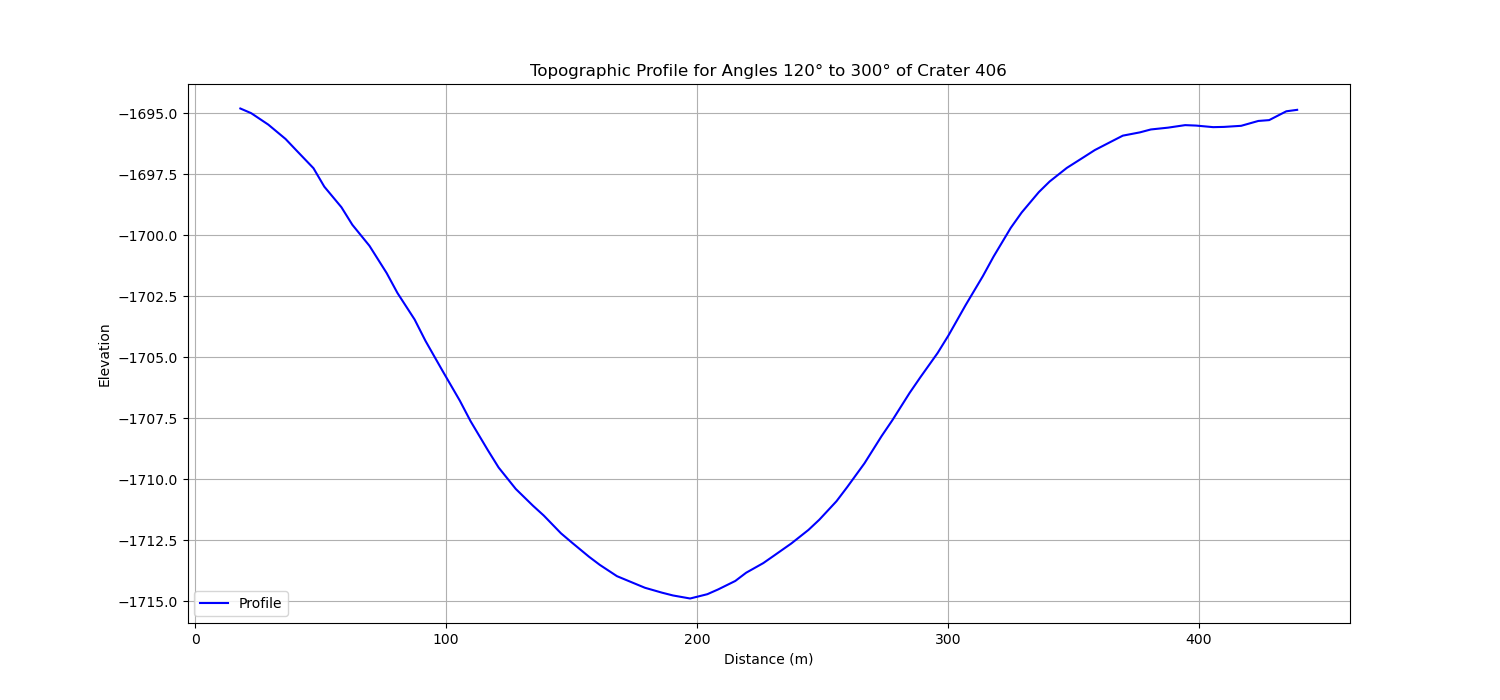 Topographic Profile for Angles 120° to 300° of Crater 406
Elevation
−1695.0
−1697.5
−1700.0
−1702.5
−1705.0
−1707.5
−1710.0
−1712.5
−1715.0
Profile
0 100 200 300 400
Distance (m)